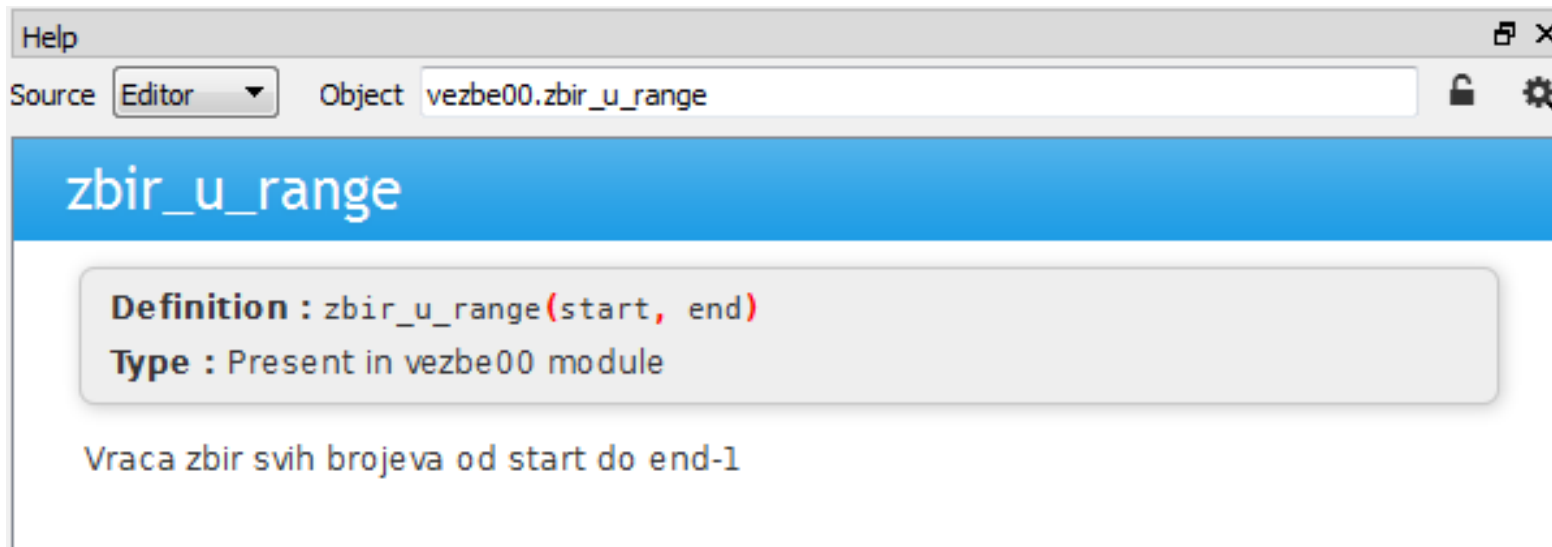 Help
Source Editor Object vezbe00.zbir_u_range
zbir_u_range
Definition : zbir_u_range(start, end)
Type : Present in vezbe00 module
Vraca zbir svih brojeva od start do end-1